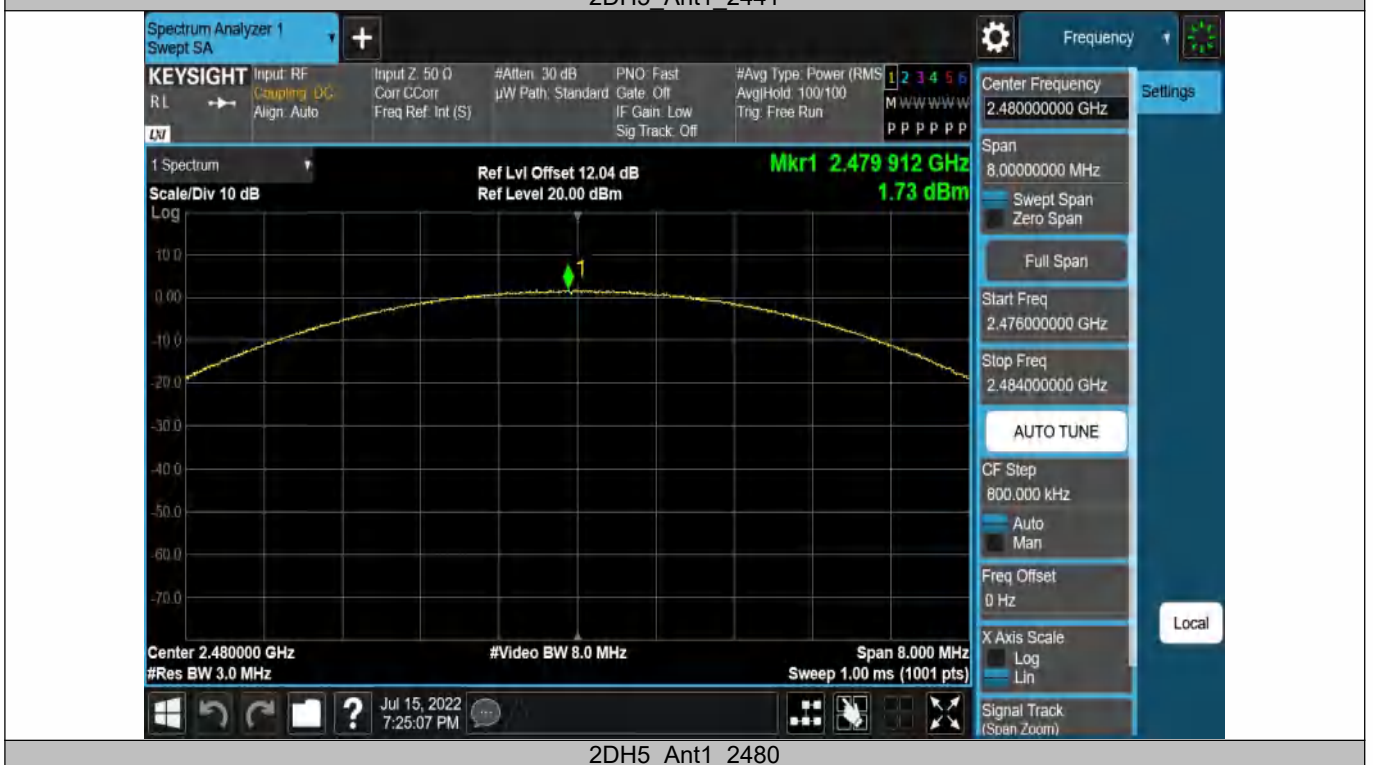 2DH5_Ant1_2441
Spectrum Analyzer 1
Swept SA
Frequency
KEYSIGHT
RL
LXI
Input: RF
Coupling: DC
Align: Auto
Input Z: 50 Ω
Corr CCorr
Freq Ref: Int (S)
#Atten: 30 dB
µW Path: Standard
PNO: Fast
Gate: Off
IF Gain: Low
Sig Track: Off
#Avg Type: Power (RMS
Avg|Hold: 100/100
Trig: Free Run
1 2 3 4 5 6
M W W W W W
P P P P P P
1 Spectrum
Scale/Div 10 dB
Log
Ref Lvl Offset 12.04 dB
Ref Level 20.00 dBm
Mkr1 2.479 912 GHz
1.73 dBm
1
10.0
0.00
-10.0
-20.0
-30.0
-40.0
-50.0
-60.0
-70.0
Center 2.480000 GHz
#Res BW 3.0 MHz
#Video BW 8.0 MHz
Span 8.000 MHz
Sweep 1.00 ms (1001 pts)
Center Frequency
2.480000000 GHz
Settings
Span
8.00000000 MHz
Swept Span
Zero Span
Full Span
Start Freq
2.476000000 GHz
Stop Freq
2.484000000 GHz
AUTO TUNE
CF Step
800.000 kHz
Auto
Man
Freq Offset
0 Hz
X Axis Scale
Log
Lin
Local
Signal Track
(Span Zoom)
?
Jul 15, 2022
7:25:07 PM
2DH5_Ant1_2480